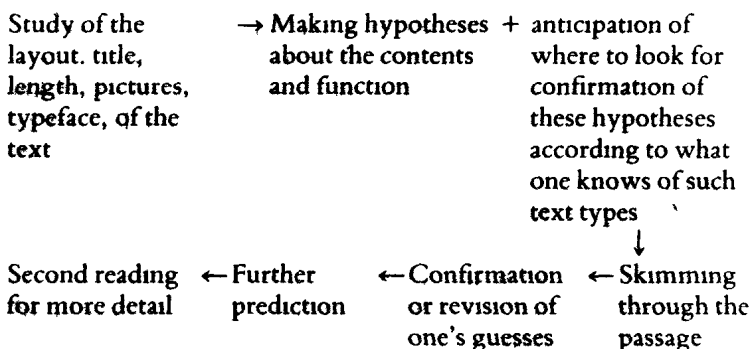 Study of the → Making hypotheses + anticipation of
layout. title, about the contents where to look for
length, pictures, and function confirmation of
typeface, of the these hypotheses
text according to what
one knows of such
text types
↓
Second reading ← Further ← Confirmation ← Skimming
for more detail prediction or revision of through the
one's guesses passage